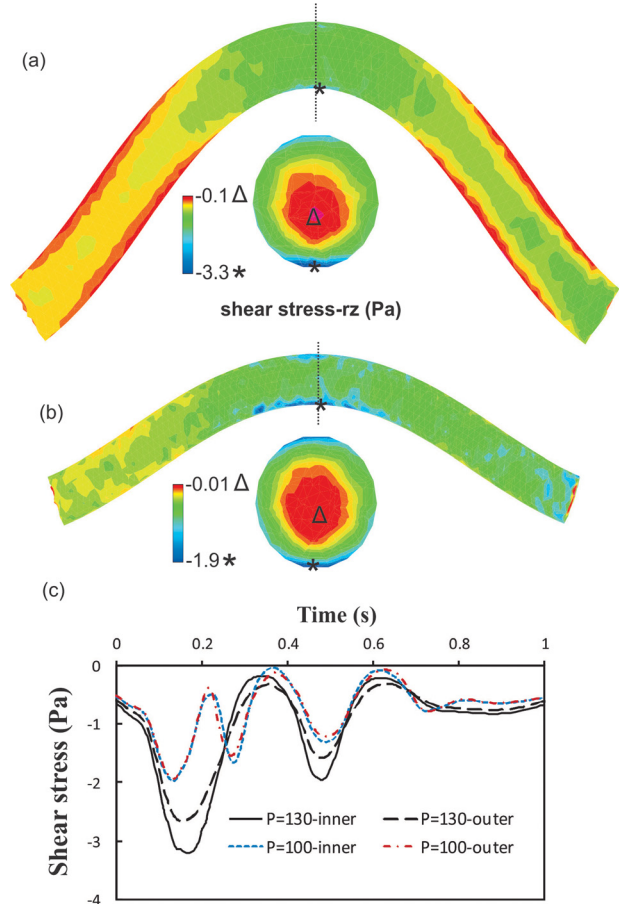 (a)
*
-0.1 Δ
-3.3 *
Δ
*
shear stress-rz (Pa)
(b)
*
-0.01 Δ
-1.9 *
Δ
*
(c)
Time (s)
0 0.2 0.4 0.6 0.8 1
0
-1
-2
-3
-4
Shear stress (Pa)
P=130-inner P=130-outer
P=100-inner P=100-outer